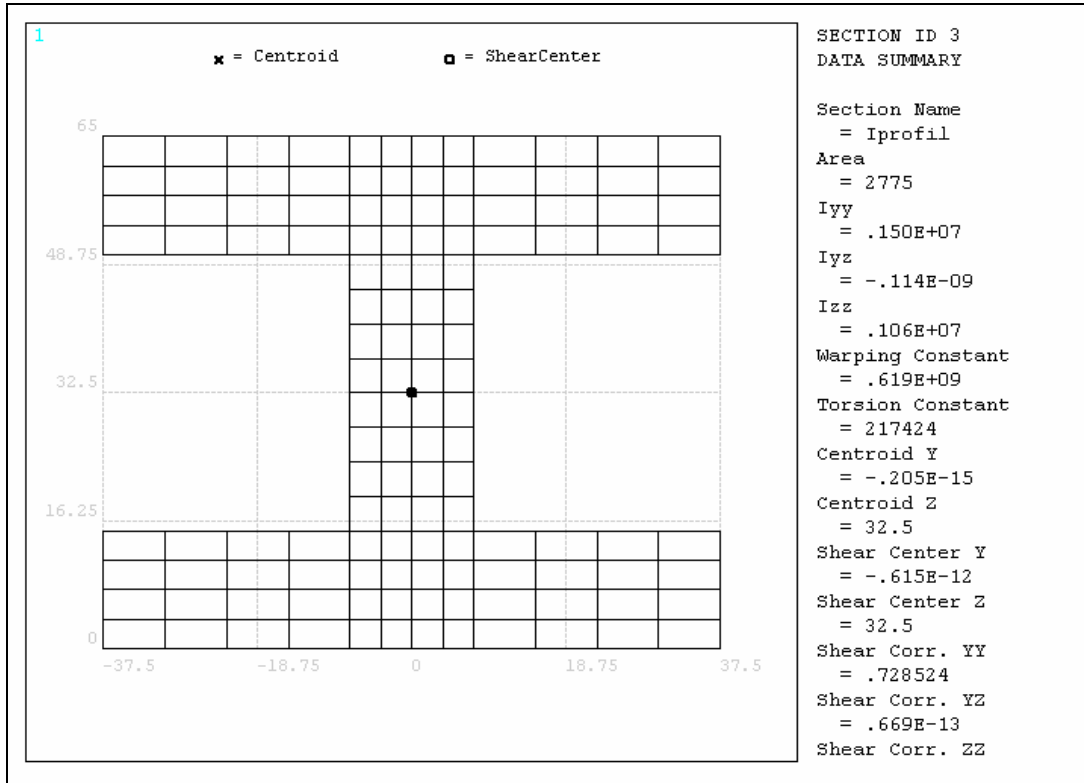 1
× = Centroid
o = ShearCenter
65
48.75
32.5
16.25
0
-37.5
-18.75
0
18.75
37.5
SECTION ID 3
DATA SUMMARY
Section Name
= Iprofil
Area
= 2775
Iyy
= .150E+07
Iyz
= -.114E-09
Izz
= .106E+07
Warping Constant
= .619E+09
Torsion Constant
= 217424
Centroid Y
= -.205E-15
Centroid Z
= 32.5
Shear Center Y
= -.615E-12
Shear Center Z
= 32.5
Shear Corr. YY
= .728524
Shear Corr. YZ
= .669E-13
Shear Corr. ZZ